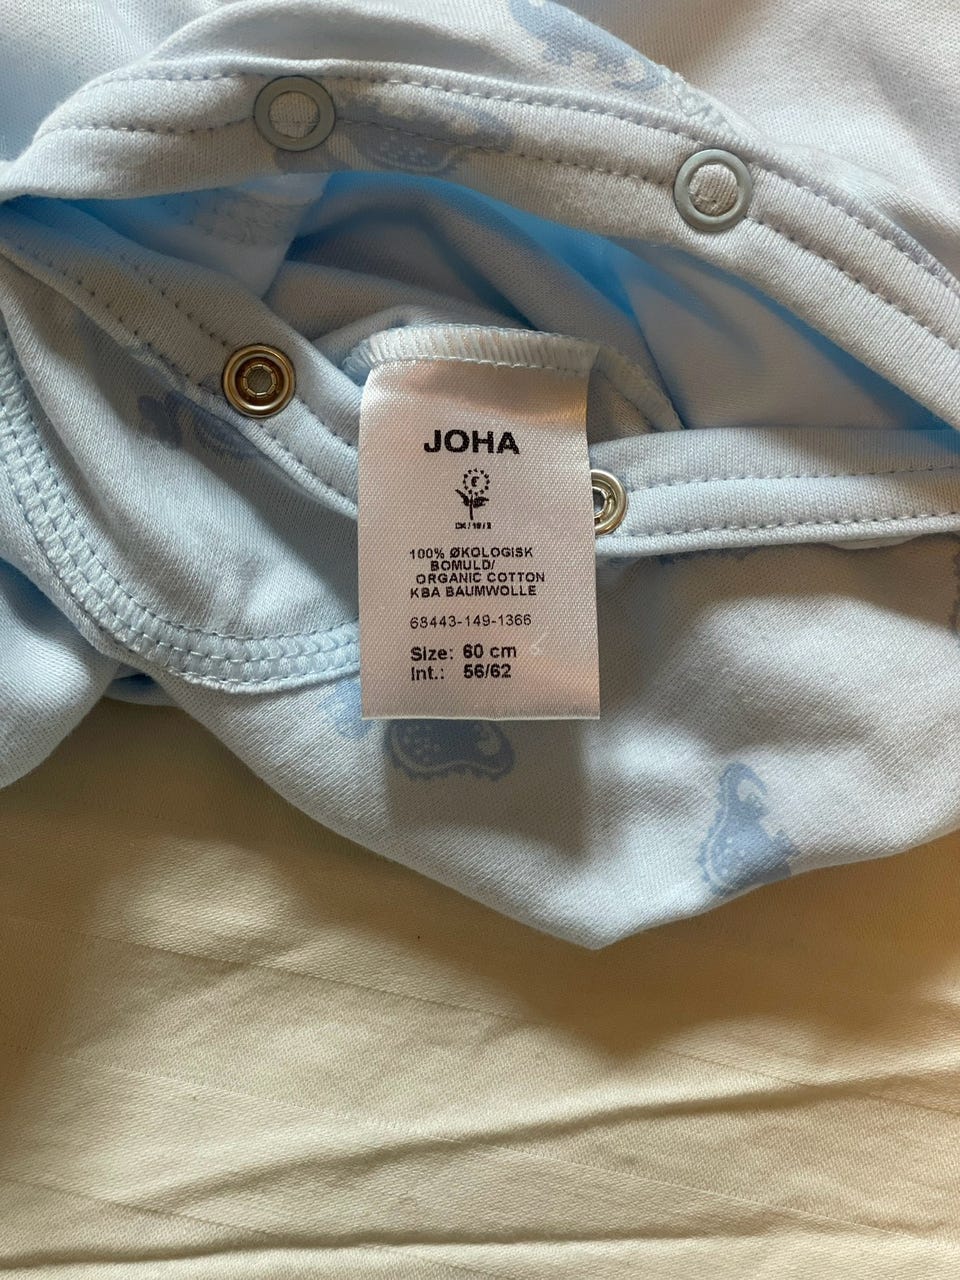 JOHA
100% ØKOLOGISK
BOMULD/
ORGANIC COTTON
KBA BAUMWOLLE
68443-149-1366
Size: 60 cm
Int.: 56/62